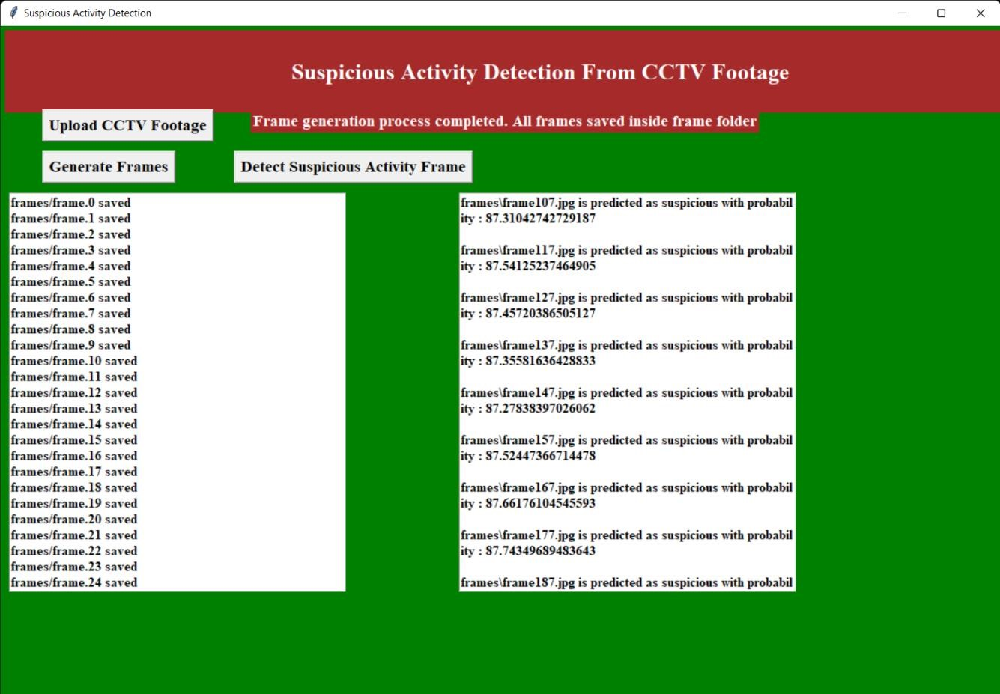 Suspicious Activity Detection
Suspicious Activity Detection From CCTV Footage
Upload CCTV Footage
Frame generation process completed. All frames saved inside frame folder
Generate Frames
Detect Suspicious Activity Frame
frames/frame.0 saved
frames/frame.1 saved
frames/frame.2 saved
frames/frame.3 saved
frames/frame.4 saved
frames/frame.5 saved
frames/frame.6 saved
frames/frame.7 saved
frames/frame.8 saved
frames/frame.9 saved
frames/frame.10 saved
frames/frame.11 saved
frames/frame.12 saved
frames/frame.13 saved
frames/frame.14 saved
frames/frame.15 saved
frames/frame.16 saved
frames/frame.17 saved
frames/frame.18 saved
frames/frame.19 saved
frames/frame.20 saved
frames/frame.21 saved
frames/frame.22 saved
frames/frame.23 saved
frames/frame.24 saved
frames\frame107.jpg is predicted as suspicious with probabil
ity : 87.31042742729187
frames\frame117.jpg is predicted as suspicious with probabil
ity : 87.54125237464905
frames\frame127.jpg is predicted as suspicious with probabil
ity : 87.45720386505127
frames\frame137.jpg is predicted as suspicious with probabil
ity : 87.35581636428833
frames\frame147.jpg is predicted as suspicious with probabil
ity : 87.27838397026062
frames\frame157.jpg is predicted as suspicious with probabil
ity : 87.52447366714478
frames\frame167.jpg is predicted as suspicious with probabil
ity : 87.66176104545593
frames\frame177.jpg is predicted as suspicious with probabil
ity : 87.74349689483643
frames\frame187.jpg is predicted as suspicious with probabil